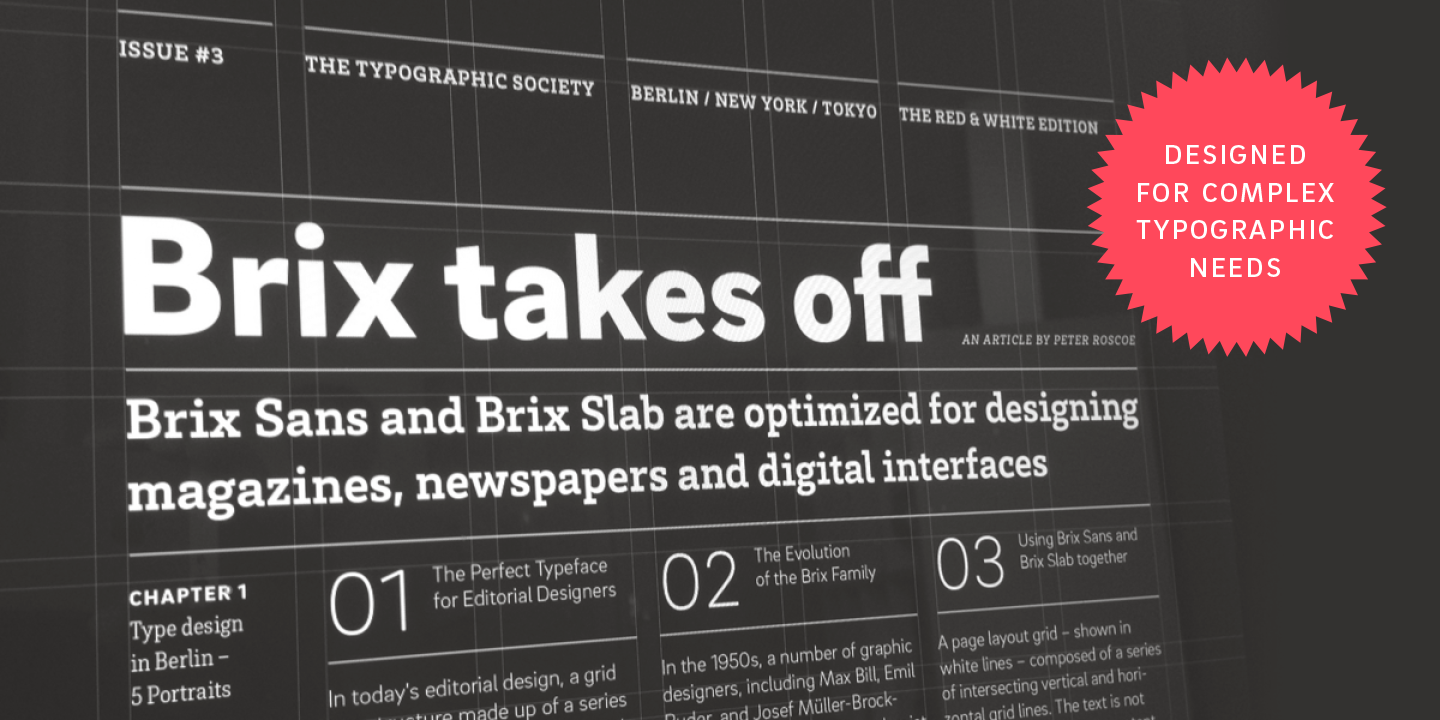 ISSUE #3
THE TYPOGRAPHIC SOCIETY
BERLIN / NEW YORK / TOKYO
THE RED & WHITE EDITION
DESIGNED
FOR COMPLEX
TYPOGRAPHIC
NEEDS
Brix takes off
AN ARTICLE BY PETER ROSCOE
Brix Sans and Brix Slab are optimized for designing
magazines, newspapers and digital interfaces
CHAPTER 1
Type design
in Berlin –
5 Portraits
01
The Perfect Typeface
for Editorial Designers
In today's editorial design, a grid
made up of a series
02
The Evolution
of the Brix Family
In the 1950s, a number of graphic
designers, including Max Bill, Emil
and Josef Müller-Brock-
03
Using Brix Sans and
Brix Slab together
A page layout grid – shown in
white lines – composed of a series
of intersecting vertical and hori-
zontal grid lines. The text is not